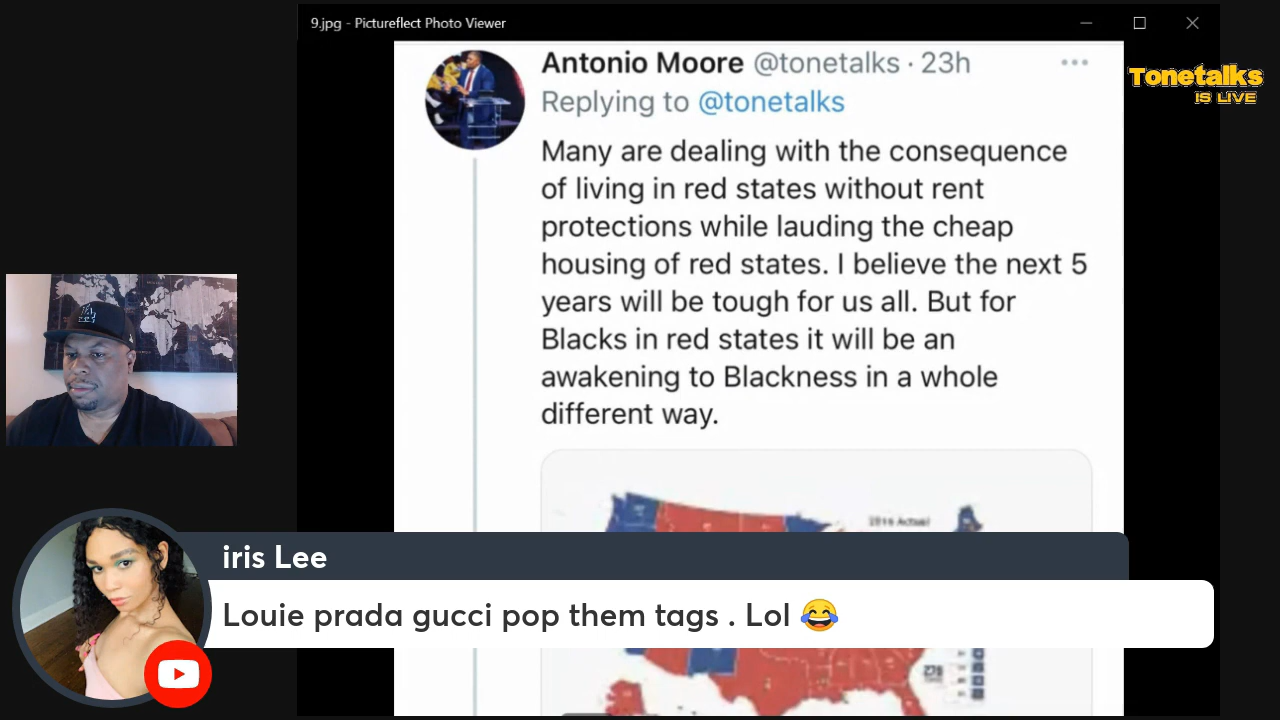 9.jpg - Pictureflect Photo Viewer
Antonio Moore @tonetalks · 23h
Replying to @tonetalks
Tonetalks
IS LIVE
Many are dealing with the consequence
of living in red states without rent
protections while lauding the cheap
housing of red states. I believe the next 5
years will be tough for us all. But for
Blacks in red states it will be an
awakening to Blackness in a whole
different way.
2016 Actual
iris Lee
Louie prada gucci pop them tags . Lol 😂
270